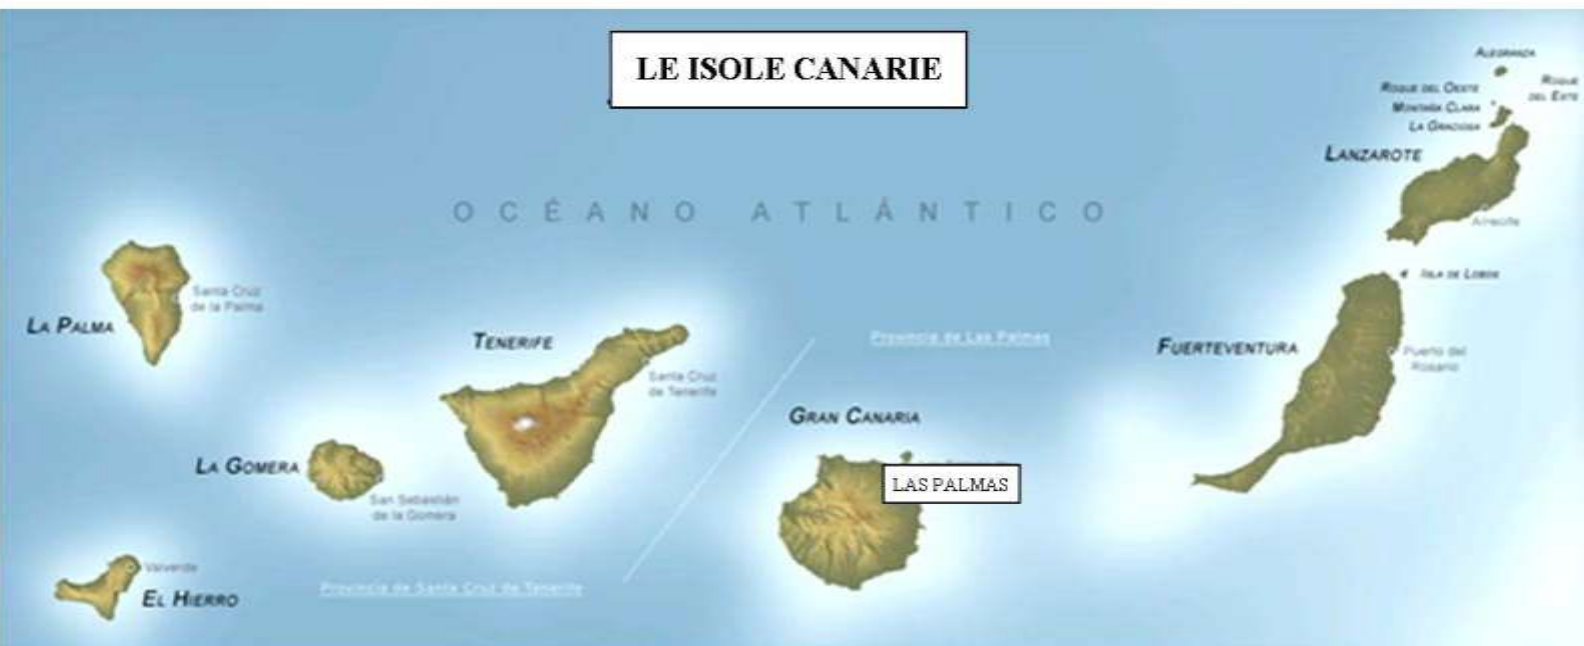 LE ISOLE CANARIE
ALEGRANZA
ROQUE DEL OESTE
ROQUE
DEL ESTE
MONTAÑA CLARA
LA GRACIOSA
LANZAROTE
OCÉANO ATLÁNTICO
Arrecife
ISLA DE LOBOS
Santa Cruz
de la Palma
LA PALMA
TENERIFE
Provincia de Las Palmas
FUERTEVENTURA
Puerto del
Rosario
Santa Cruz
de Tenerife
GRAN CANARIA
LA GOMERA
LAS PALMAS
San Sebastián
de la Gomera
Valverde
Provincia de Santa Cruz de Tenerife
EL HIERRO